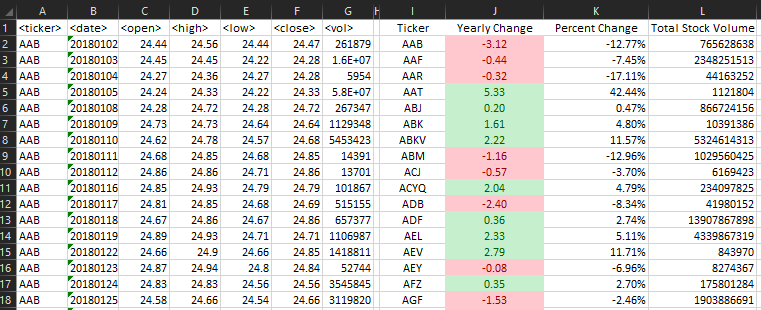 A B C D E F G H I J K L
1 <ticker> <date> <open> <high> <low> <close> <vol> Ticker Yearly Change Percent Change Total Stock Volume
2 AAB 20180102 24.44 24.56 24.44 24.47 261879 AAB -3.12 -12.77% 765628638
3 AAB 20180103 24.45 24.45 24.22 24.28 1.6E+07 AAF -0.44 -7.45% 2348251513
4 AAB 20180104 24.27 24.36 24.27 24.28 5954 AAR -0.32 -17.11% 44163252
5 AAB 20180105 24.24 24.33 24.22 24.33 5.8E+07 AAT 5.33 42.44% 1121804
6 AAB 20180108 24.28 24.72 24.28 24.72 267347 ABJ 0.20 0.47% 866724156
7 AAB 20180109 24.73 24.73 24.64 24.64 1129348 ABK 1.61 4.80% 10391386
8 AAB 20180110 24.62 24.78 24.57 24.68 5453423 ABKV 2.22 11.57% 5324614313
9 AAB 20180111 24.68 24.85 24.68 24.85 14391 ABM -1.16 -12.96% 1029560425
10 AAB 20180112 24.86 24.86 24.71 24.86 13701 ACJ -0.57 -3.70% 6169423
11 AAB 20180116 24.85 24.93 24.79 24.79 101867 ACYQ 2.04 4.79% 234097825
12 AAB 20180117 24.81 24.85 24.68 24.69 515155 ADB -2.40 -8.34% 41980152
13 AAB 20180118 24.67 24.86 24.67 24.86 657377 ADF 0.36 2.74% 13907867898
14 AAB 20180119 24.89 24.93 24.71 24.71 1106987 AEL 2.33 5.11% 4339867319
15 AAB 20180122 24.66 24.9 24.66 24.85 1418811 AEV 2.79 11.71% 843970
16 AAB 20180123 24.87 24.94 24.8 24.84 52744 AEY -0.08 -6.96% 8274367
17 AAB 20180124 24.83 24.83 24.56 24.56 3545845 AFZ 0.35 2.70% 175801284
18 AAB 20180125 24.58 24.66 24.54 24.66 3119820 AGF -1.53 -2.46% 1903886691